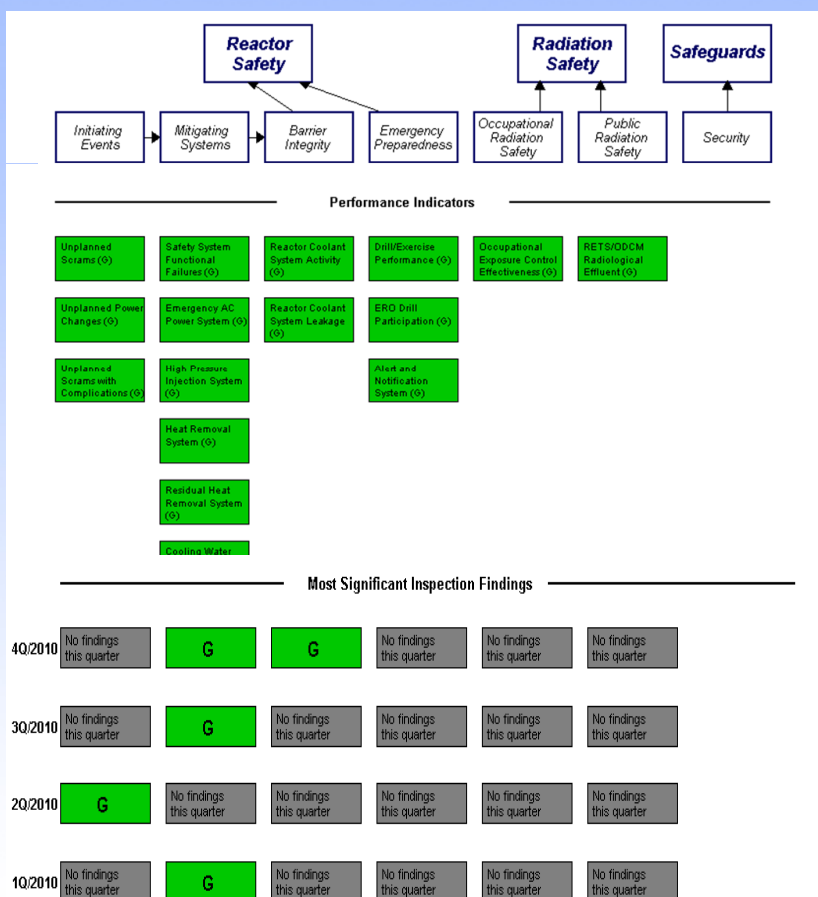 Reactor
Safety
Radiation
Safety
Safeguards
Initiating
Events
Mitigating
Systems
Barrier
Integrity
Emergency
Preparedness
Occupational
Radiation
Safety
Public
Radiation
Safety
Security
Performance Indicators
Unplanned
Scrams (G)
Safety System
Functional
Failures (G)
Reactor Coolant
System Activity
(G)
Drill/Exercise
Performance (G)
Occupational
Exposure Control
Effectiveness (G)
RETS/ODCM
Radiological
Effluent (G)
Unplanned Power
Changes (G)
Emergency AC
Power System (G)
Reactor Coolant
System Leakage
(G)
ERO Drill
Participation (G)
Unplanned
Scrams with
Complications (G)
High Pressure
Injection System
(G)
Alert and
Notification
System (G)
Heat Removal
System (G)
Residual Heat
Removal System
(G)
Cooling Water
Most Significant Inspection Findings
4Q/2010
No findings
this quarter
G
G
No findings
this quarter
No findings
this quarter
No findings
this quarter
3Q/2010
No findings
this quarter
G
No findings
this quarter
No findings
this quarter
No findings
this quarter
No findings
this quarter
2Q/2010
G
No findings
this quarter
No findings
this quarter
No findings
this quarter
No findings
this quarter
No findings
this quarter
1Q/2010
No findings
this quarter
G
No findings
this quarter
No findings
this quarter
No findings
this quarter
No findings
this quarter